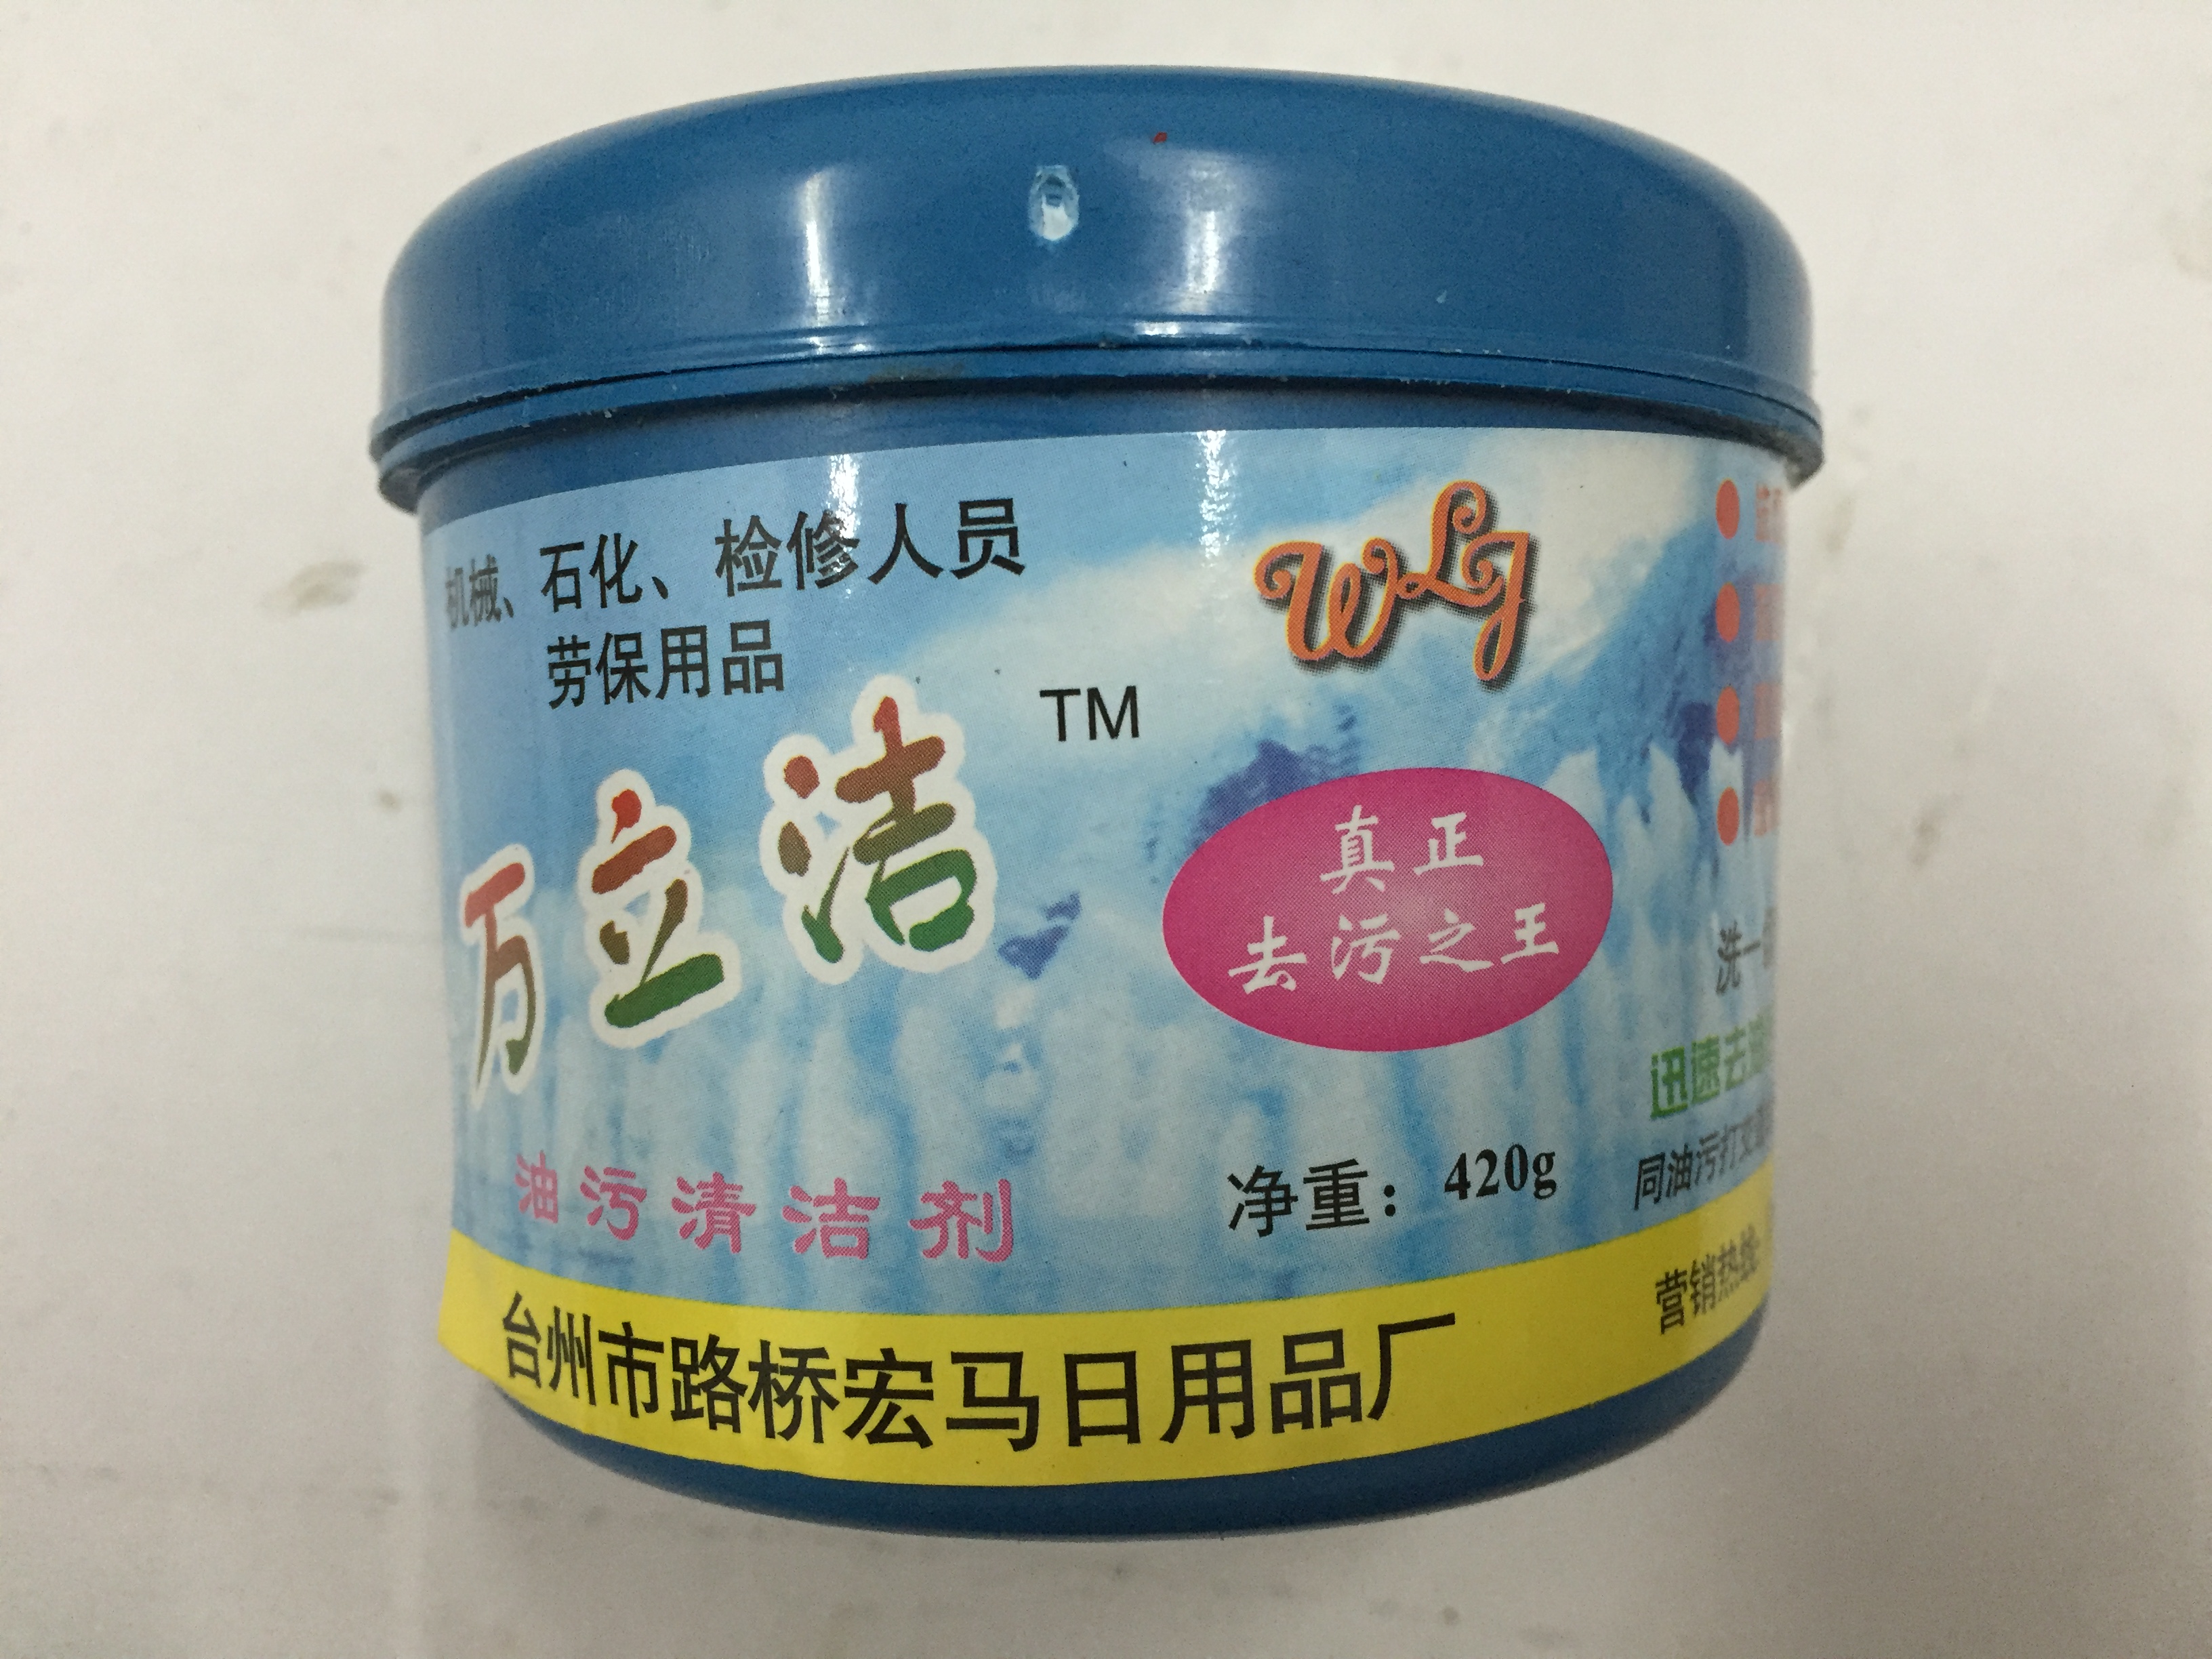 机械、石化、检修人员
劳保用品
WLJ
万立洁
TM
真正
去污之王
油污清洁剂
净重：420g
台州市路桥宏马日用品厂
洗一
迅速去油
同油污打交
营销热线: